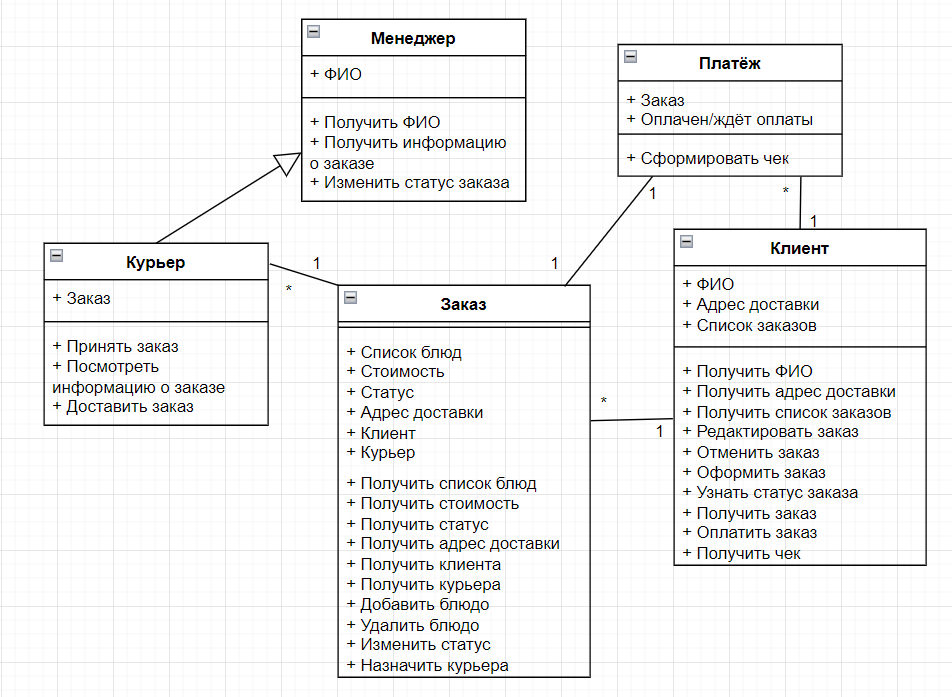 Менеджер
+ ФИО
+ Получить ФИО
+ Получить информацию
о заказе
+ Изменить статус заказа
Платёж
+ Заказ
+ Оплачен/ждёт оплаты
+ Сформировать чек
1
*
1
1
Курьер
+ Заказ
+ Принять заказ
+ Посмотреть
информацию о заказе
+ Доставить заказ
1
*
Заказ
+ Список блюд
+ Стоимость
+ Статус
+ Адрес доставки
+ Клиент
+ Курьер
+ Получить список блюд
+ Получить стоимость
+ Получить статус
+ Получить адрес доставки
+ Получить клиента
+ Получить курьера
+ Добавить блюдо
+ Удалить блюдо
+ Изменить статус
+ Назначить курьера
*
1
Клиент
+ ФИО
+ Адрес доставки
+ Список заказов
+ Получить ФИО
+ Получить адрес доставки
+ Получить список заказов
+ Редактировать заказ
+ Отменить заказ
+ Оформить заказ
+ Узнать статус заказа
+ Получить заказ
+ Оплатить заказ
+ Получить чек